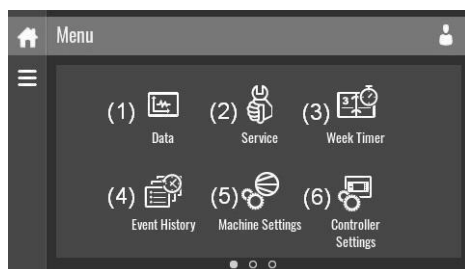 Menu
(1) (2) (3)
Data Service Week Timer
(4) (5) (6)
Event History Machine Settings Controller
Settings